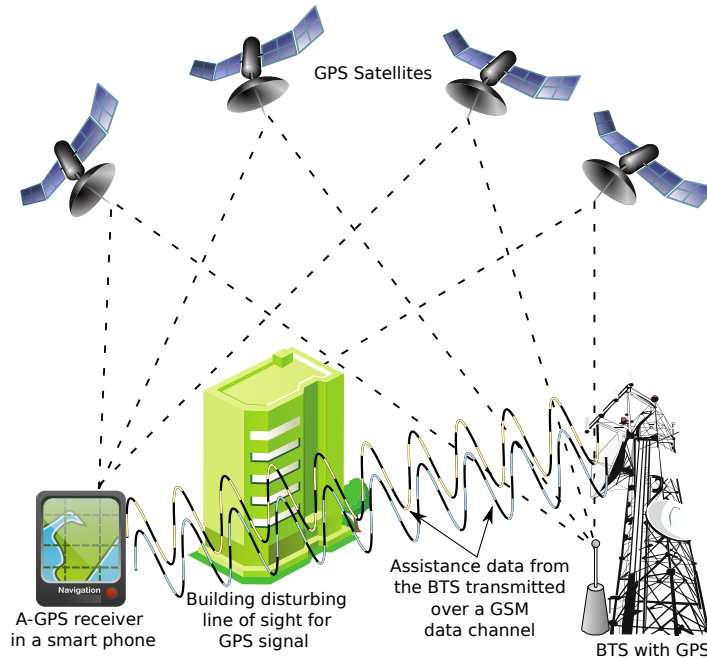 GPS Satellites
Navigation
A-GPS receiver
in a smart phone
Building disturbing
line of sight for
GPS signal
Assistance data from
the BTS transmitted
over a GSM
data channel
BTS with GPS